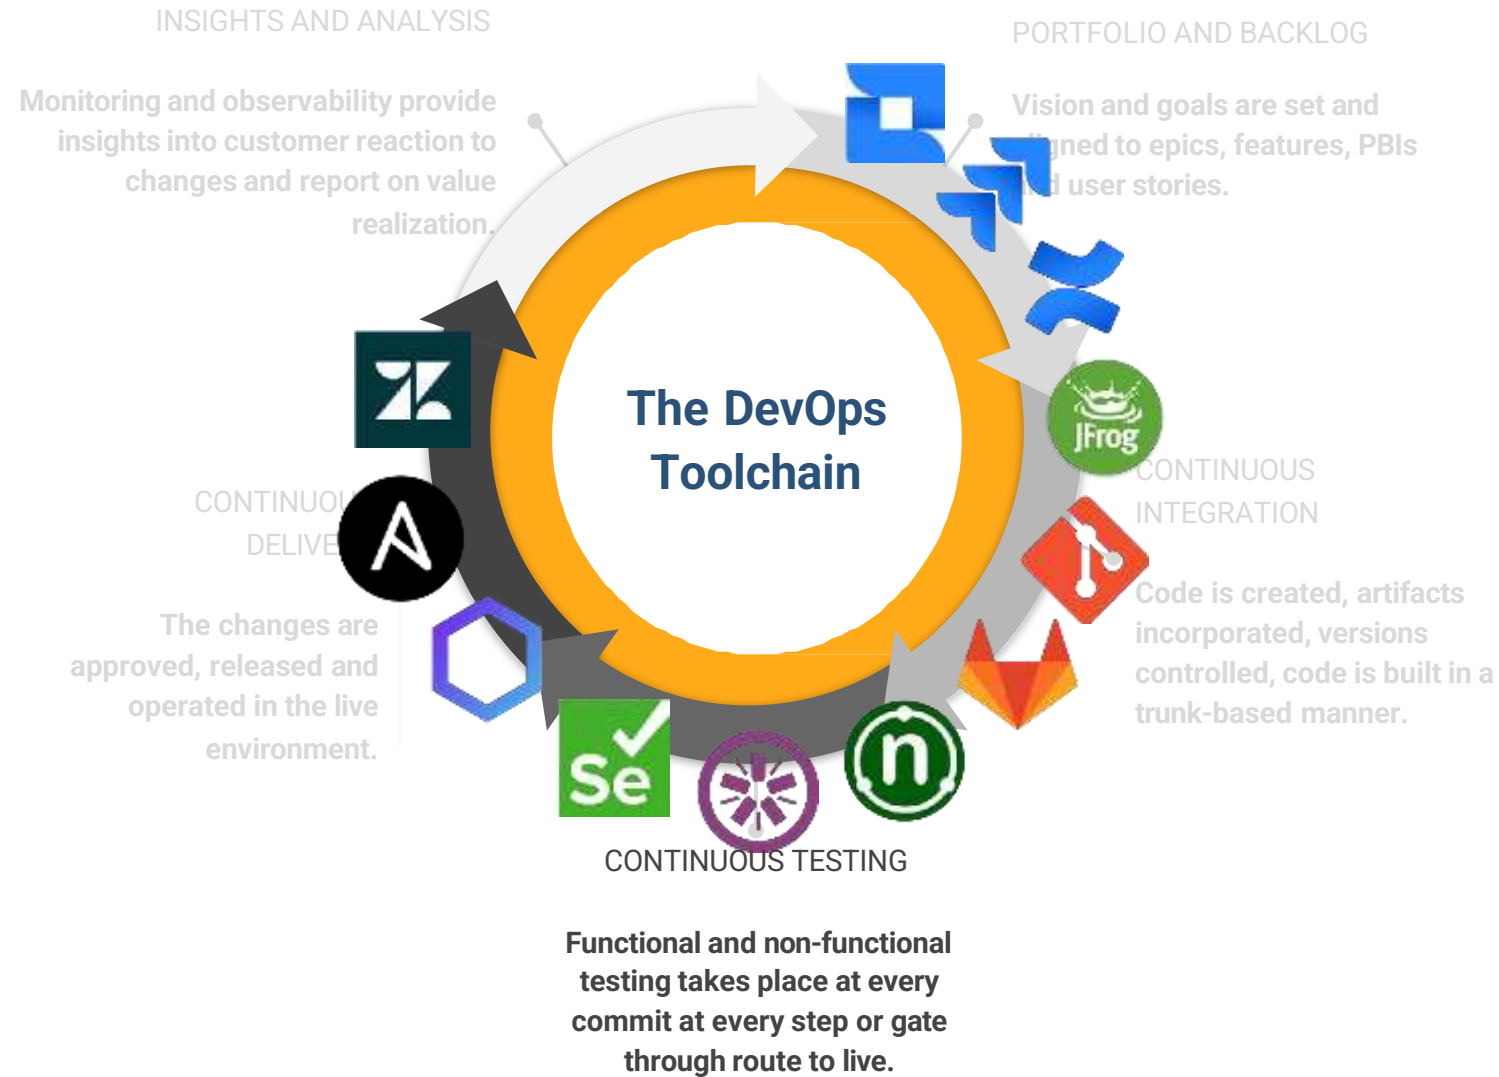 INSIGHTS AND ANALYSIS
Monitoring and observability provide
insights into customer reaction to
changes and report on value
realization.
PORTFOLIO AND BACKLOG
Vision and goals are set and
to epics, features, PBIs
user stories.
The DevOps
Toolchain
JFrog
CONTINUOUS
INTEGRATION
Code is created, artifacts
incorporated, versions
controlled, code is built in a
trunk-based manner.
The changes are
approved, released and
operated in the live
environment.
n
Se
CONTINUOUS TESTING
Functional and non-functional
testing takes place at every
commit at every step or gate
through route to live.